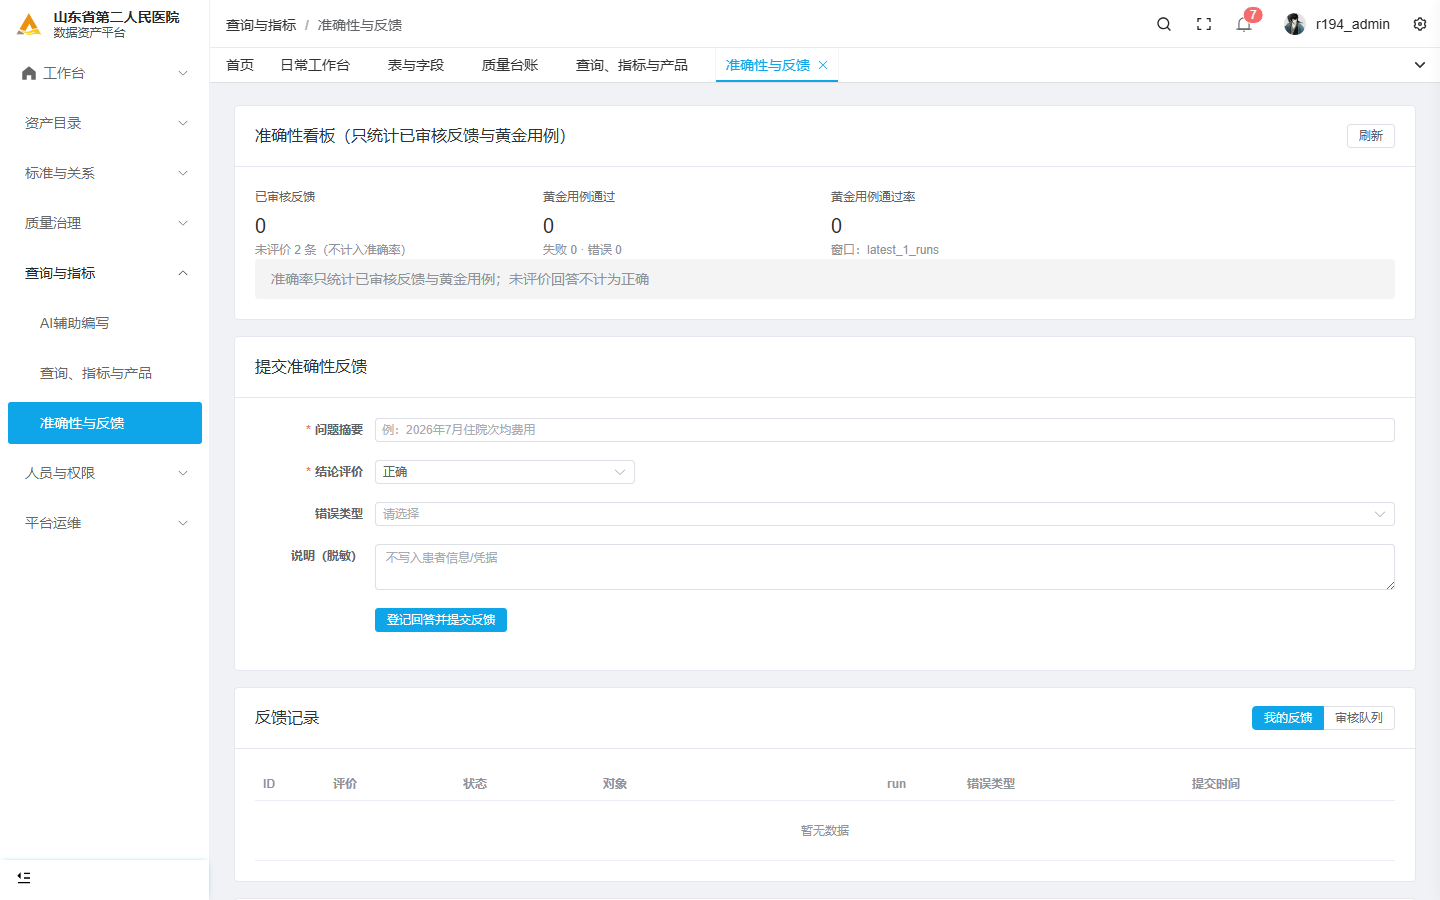 山东省第二人民医院
数据资产平台
工作台
资产目录
标准与关系
质量治理
查询与指标
AI辅助编写
查询、指标与产品
准确性与反馈
人员与权限
平台运维
查询与指标 / 准确性与反馈
7
r194_admin
首页
日常工作台
表与字段
质量台账
查询、指标与产品
准确性与反馈
准确性看板（只统计已审核反馈与黄金用例）
刷新
已审核反馈
0
未评价 2 条（不计入准确率）
黄金用例通过
0
失败 0 · 错误 0
黄金用例通过率
0
窗口：latest_1_runs
准确率只统计已审核反馈与黄金用例；未评价回答不计为正确
提交准确性反馈
* 问题摘要
例：2026年7月住院次均费用
* 结论评价
正确
错误类型
请选择
说明（脱敏）
不写入患者信息/凭据
登记回答并提交反馈
反馈记录
我的反馈
审核队列
ID 评价 状态 对象 run 错误类型 提交时间
暂无数据